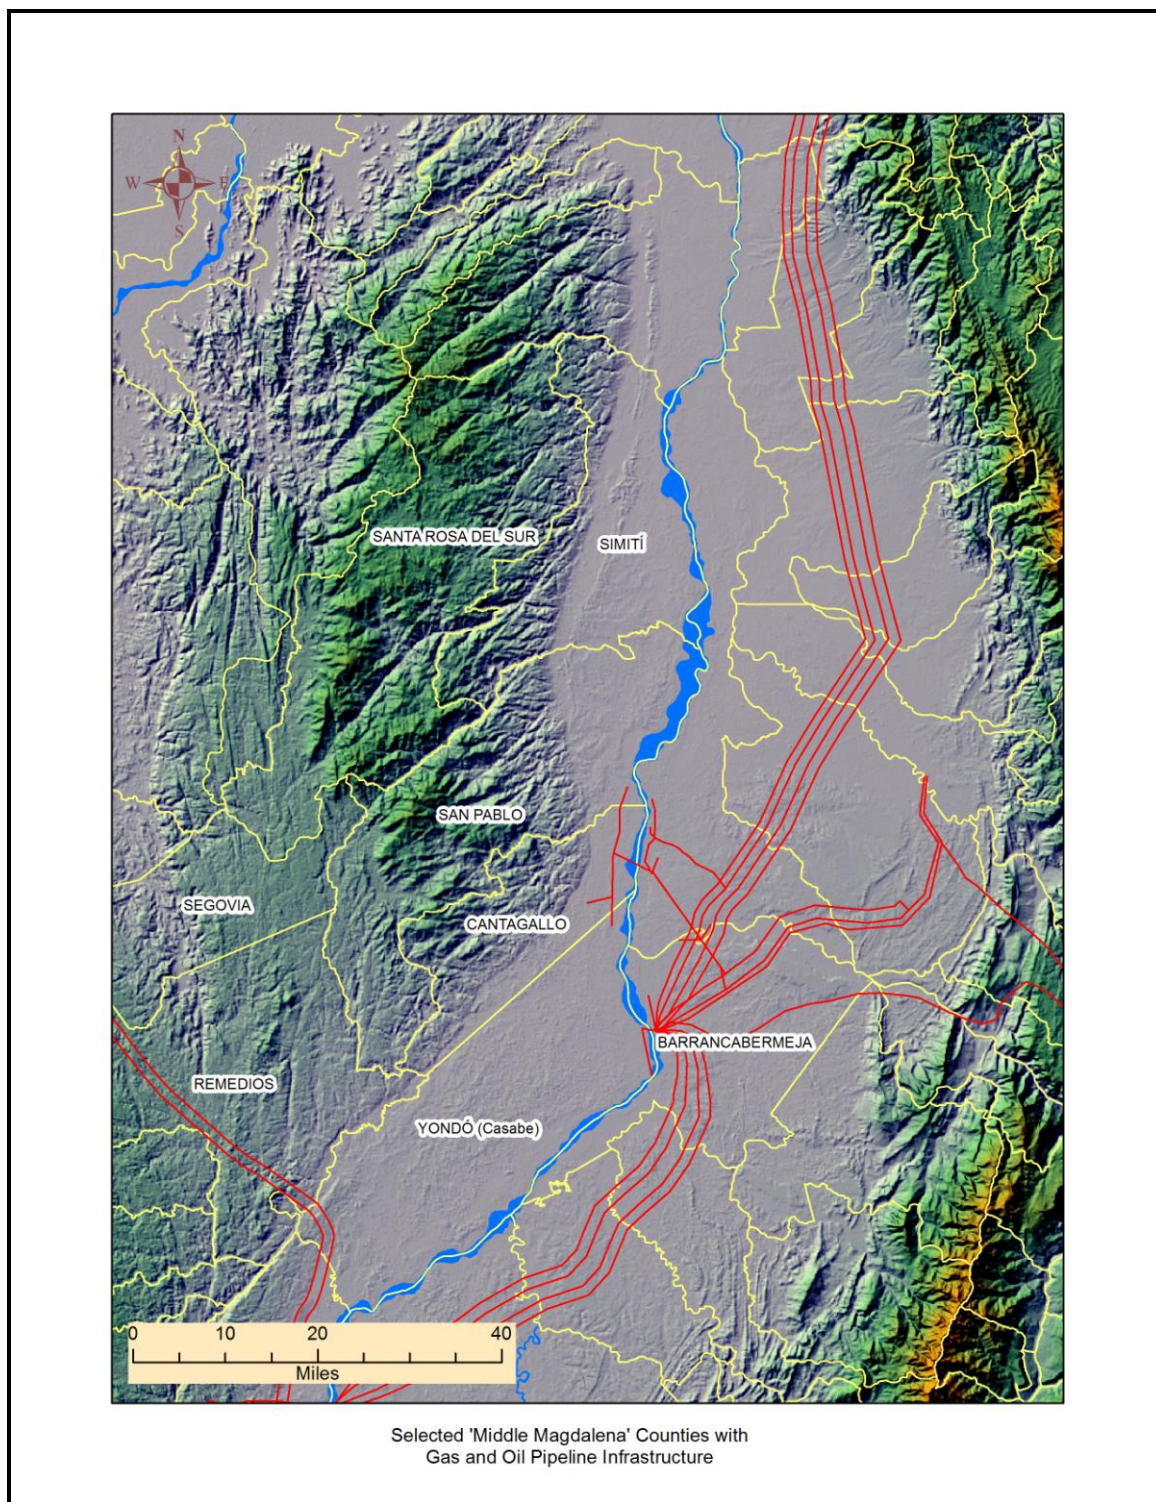 N
W E
S
SANTA ROSA DEL SUR
SIMITÍ
SAN PABLO
SEGOVIA
CANTAGALLO
BARRANCABERMEJA
REMEDIOS
YONDÓ (Casabe)
0 10 20 40
Miles
Selected 'Middle Magdalena' Counties with
Gas and Oil Pipeline Infrastructure